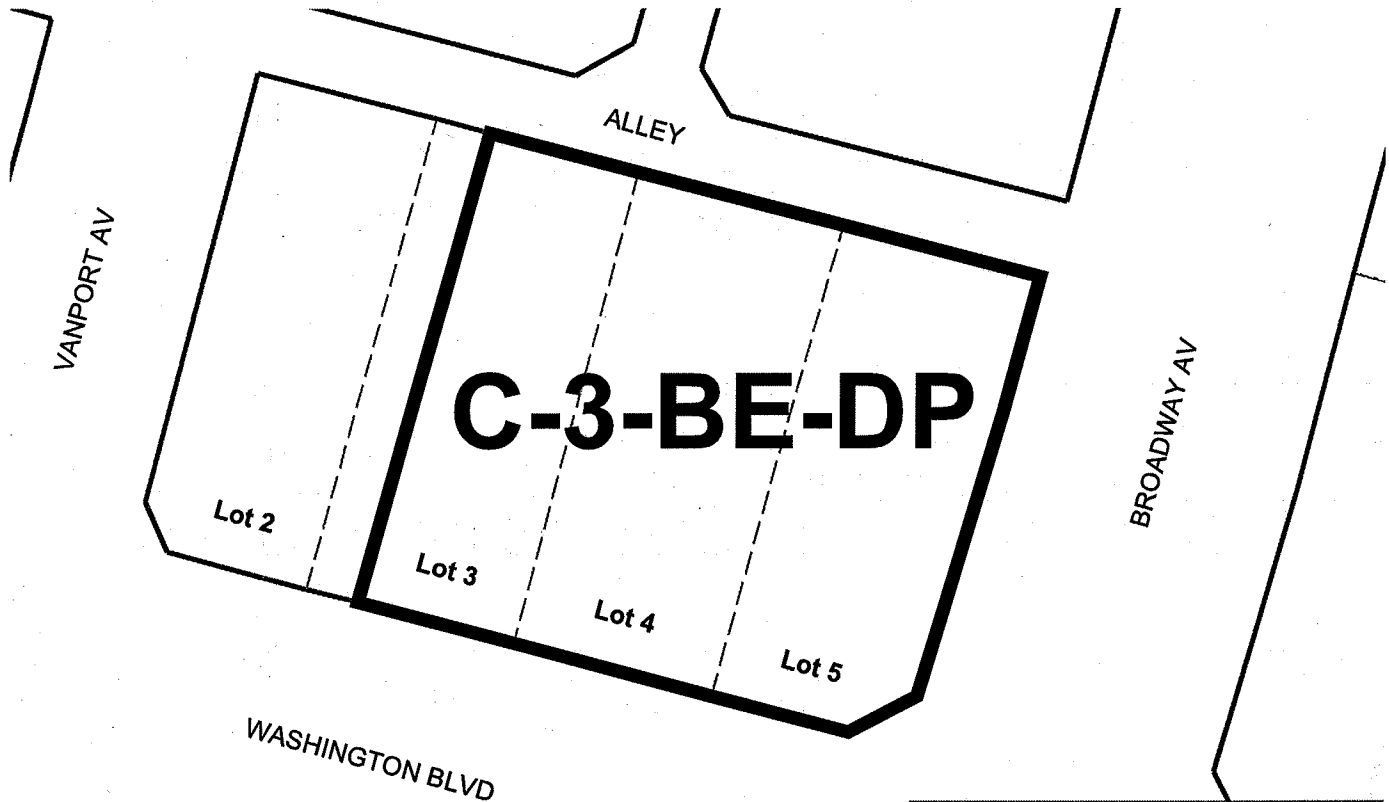 ALLEY
VANPORT AV
C-3-BE-DP
BROADWAY AV
Lot 2
Lot 3
Lot 4
Lot 5
WASHINGTON BLVD